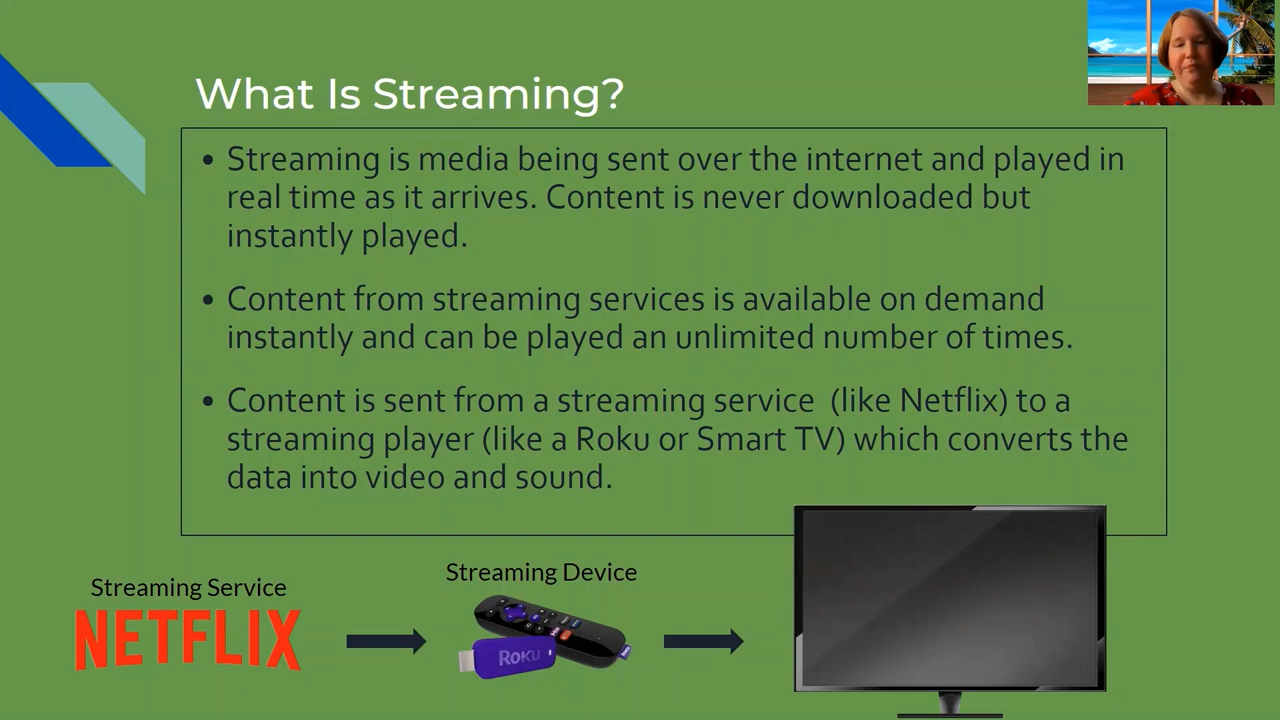 What Is Streaming?
• Streaming is media being sent over the internet and played in
real time as it arrives. Content is never downloaded but
instantly played.
• Content from streaming services is available on demand
instantly and can be played an unlimited number of times.
• Content is sent from a streaming service  (like Netflix) to a
streaming player (like a Roku or Smart TV) which converts the
data into video and sound.
Streaming Service
NETFLIX
Streaming Device
ROKU